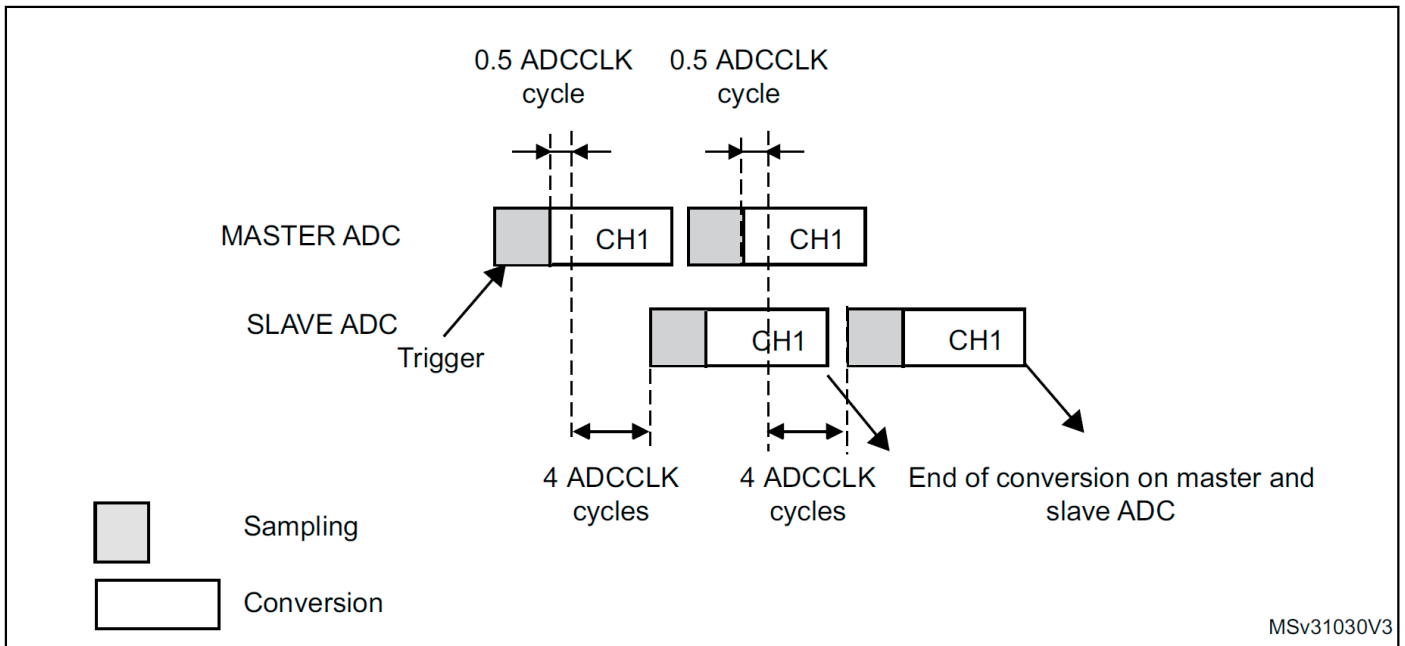 0.5 ADCCLK
cycle
0.5 ADCCLK
cycle
MASTER ADC
CH1
CH1
SLAVE ADC
CH1
CH1
Trigger
4 ADCCLK
cycles
4 ADCCLK
cycles
End of conversion on master and
slave ADC
Sampling
Conversion
MSv31030V3